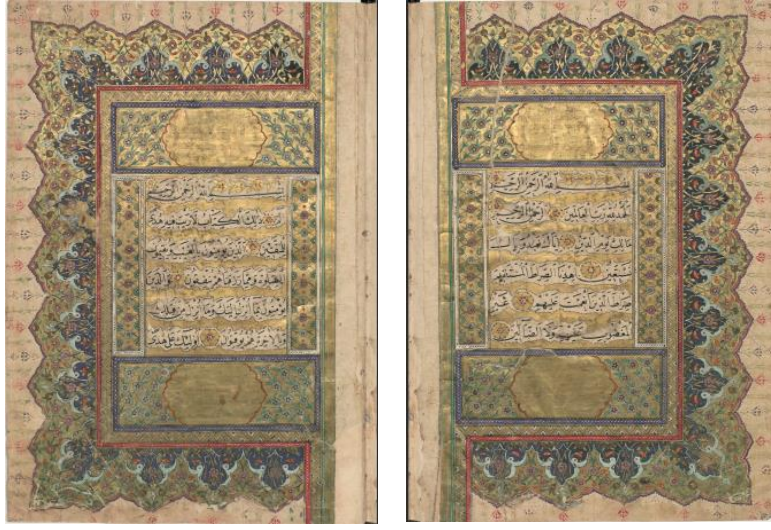 بسم الله الرحمن الرحيم
الحمد لله رب العالمين الرحمن الرحيم
مالك يوم الدين اياك نعبد واياك نس
تعين اهدنا الصراط المستقيم
صراط الذين انعمت عليهم غير
المغضوب عليهم ولا الضالين
بسم الله الرحمن الرحيم
الم ذلك الكتاب لا ريب فيه هدى
للمتقين الذين يؤمنون بالغيب ويقيمون
الصلوة ومما رزقناهم ينفقون والذين
يؤمنون بما انزل اليك وما انزل من قبلك
وبالاخرة هم يوقنون اولئك على هدى